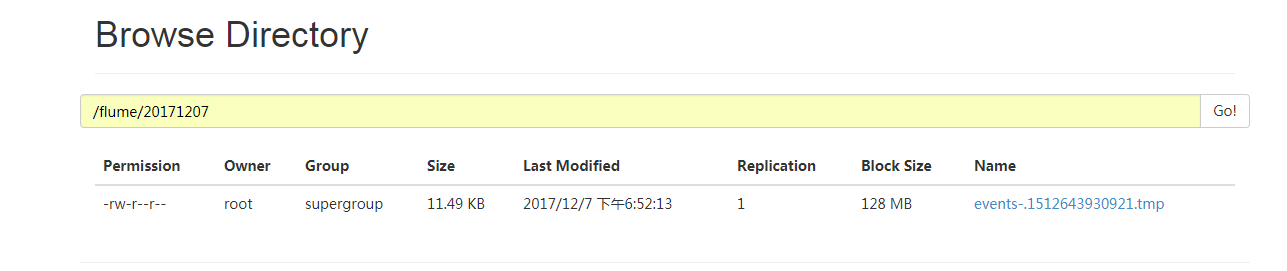 Browse Directory
/flume/20171207 Go!
Permission Owner Group Size Last Modified Replication Block Size Name
-rw-r--r-- root supergroup 11.49 KB 2017/12/7 下午6:52:13 1 128 MB events-.1512643930921.tmp